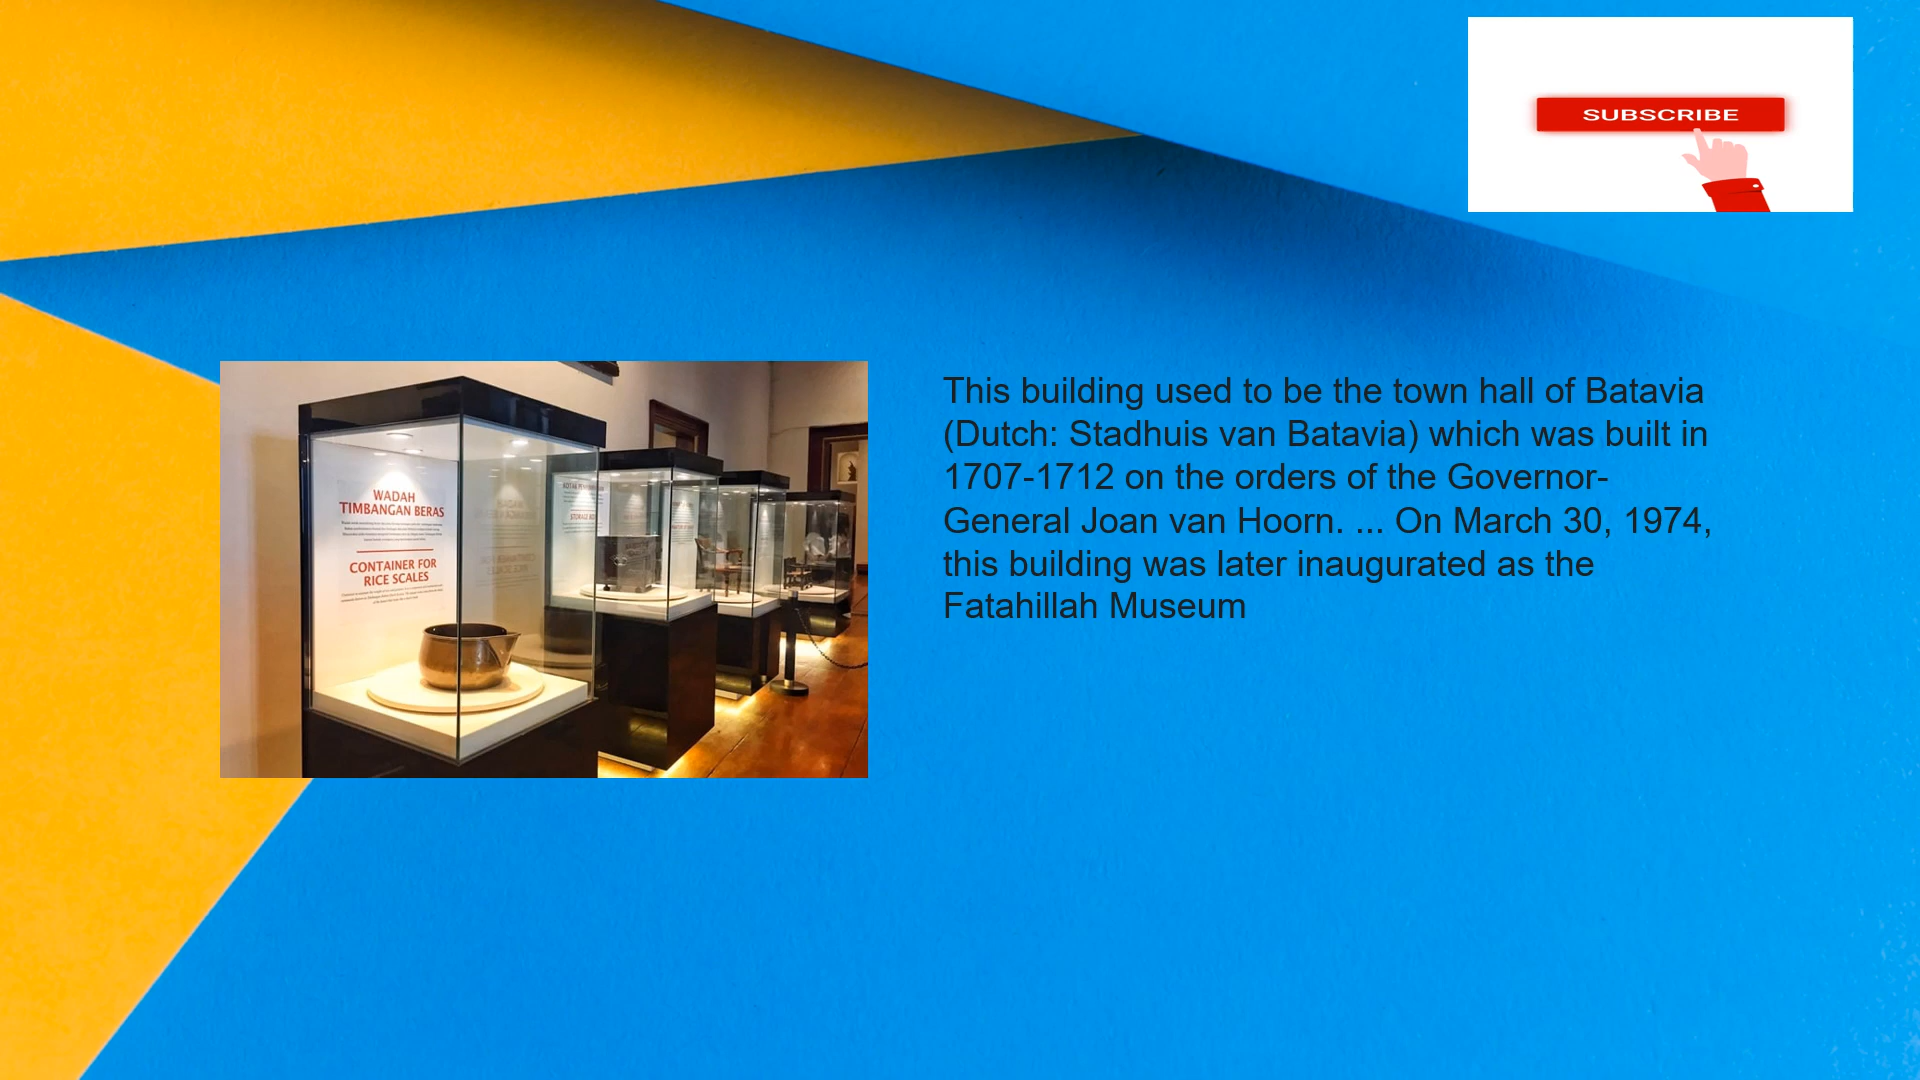 SUBSCRIBE
This building used to be the town hall of Batavia
(Dutch: Stadhuis van Batavia) which was built in
1707-1712 on the orders of the Governor-
General Joan van Hoorn. ... On March 30, 1974,
this building was later inaugurated as the
Fatahillah Museum
WADAH
TIMBANGAN BERAS
CONTAINER FOR
RICE SCALES